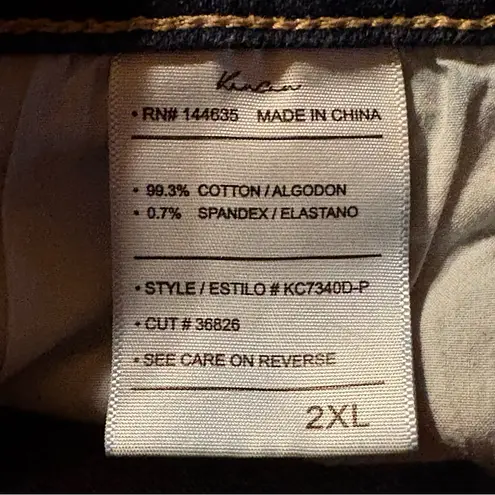 KanCan
• RN# 144635 MADE IN CHINA
• 99.3% COTTON / ALGODON
• 0.7% SPANDEX / ELASTANO
• STYLE / ESTILO # KC7340D-P
• CUT # 36826
• SEE CARE ON REVERSE
2XL